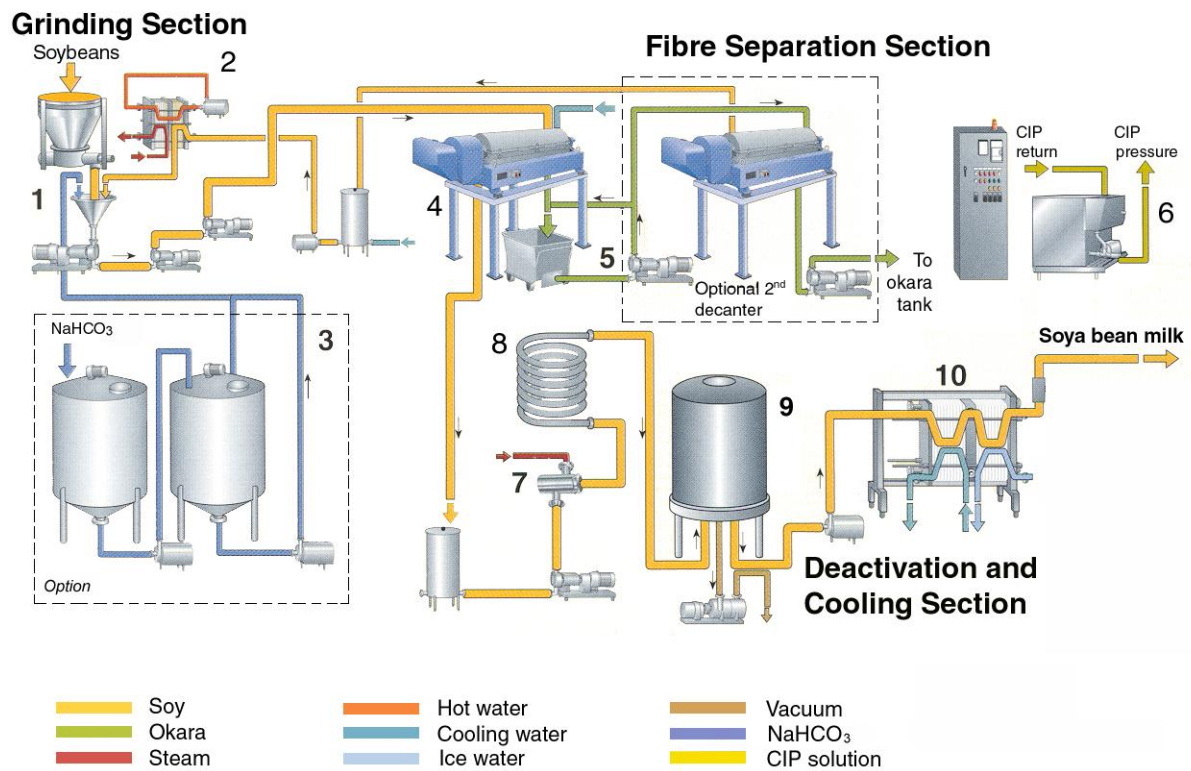 Grinding Section
Soybeans
2
Fibre Separation Section
CIP
return
CIP
pressure
1
4
5
6
Optional 2nd
decanter
To
okara
tank
NaHCO3
3
Option
8
7
9
10
Soya bean milk
Deactivation and
Cooling Section
Soy
Okara
Steam
Hot water
Cooling water
Ice water
Vacuum
NaHCO3
CIP solution